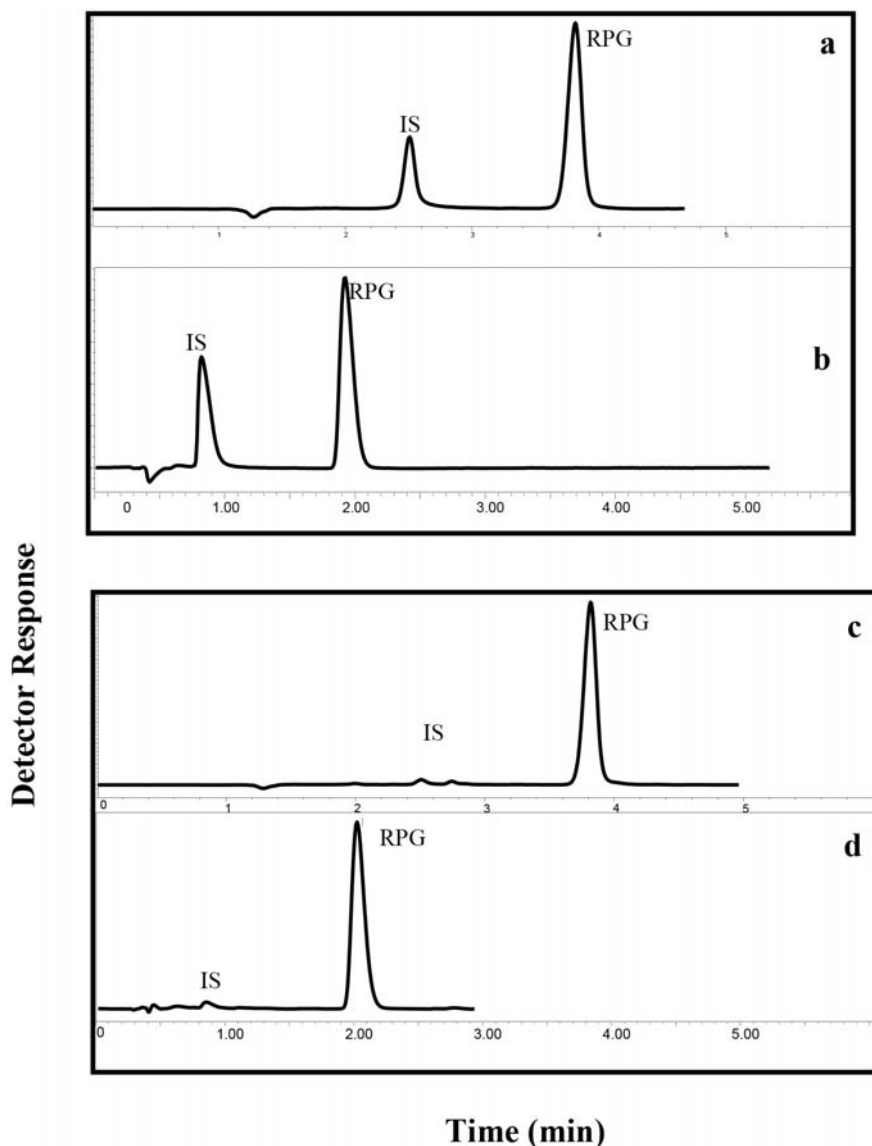 RPG
a
IS
1 2 3 4 5
RPG
IS
b
0 1.00 2.00 3.00 4.00 5.00
Detector Response
RPG
c
IS
0 1 2 3 4 5
RPG
d
IS
0 1.00 2.00 3.00 4.00 5.00
Time (min)